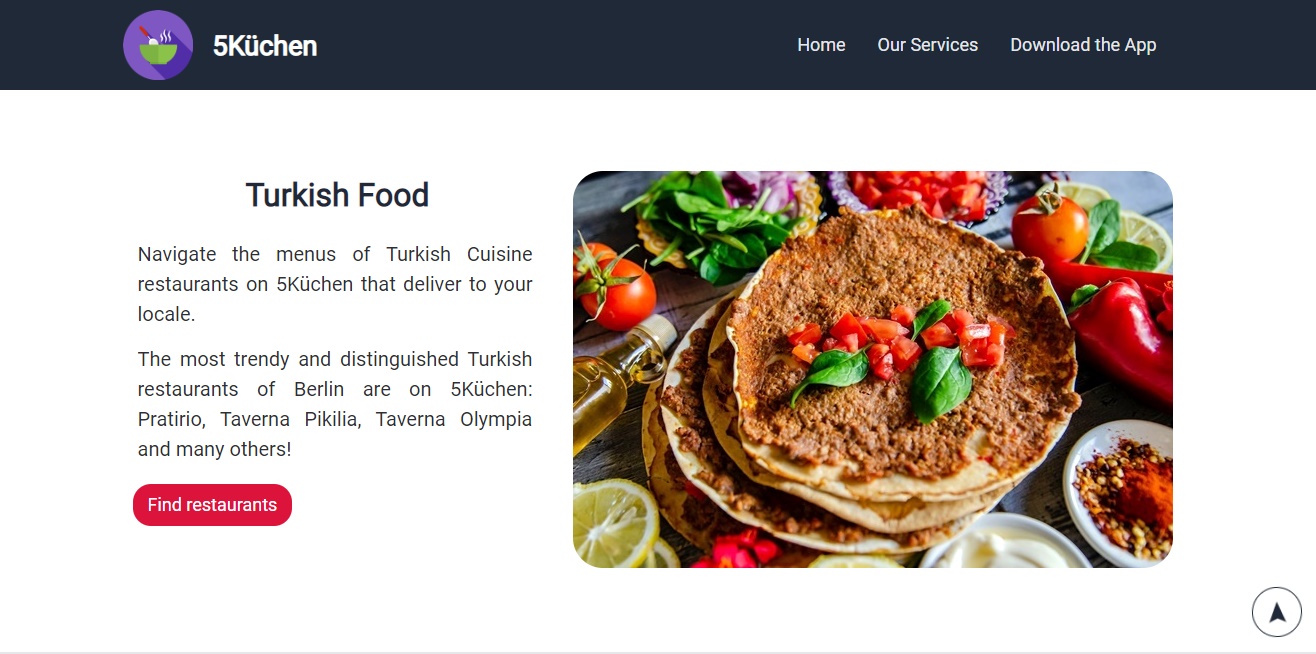 5Küchen
Home
Our Services
Download the App
Turkish Food
Navigate the menus of Turkish Cuisine
restaurants on 5Küchen that deliver to your
locale.
The most trendy and distinguished Turkish
restaurants of Berlin are on 5Küchen:
Pratirio, Taverna Pikilia, Taverna Olympia
and many others!
Find restaurants